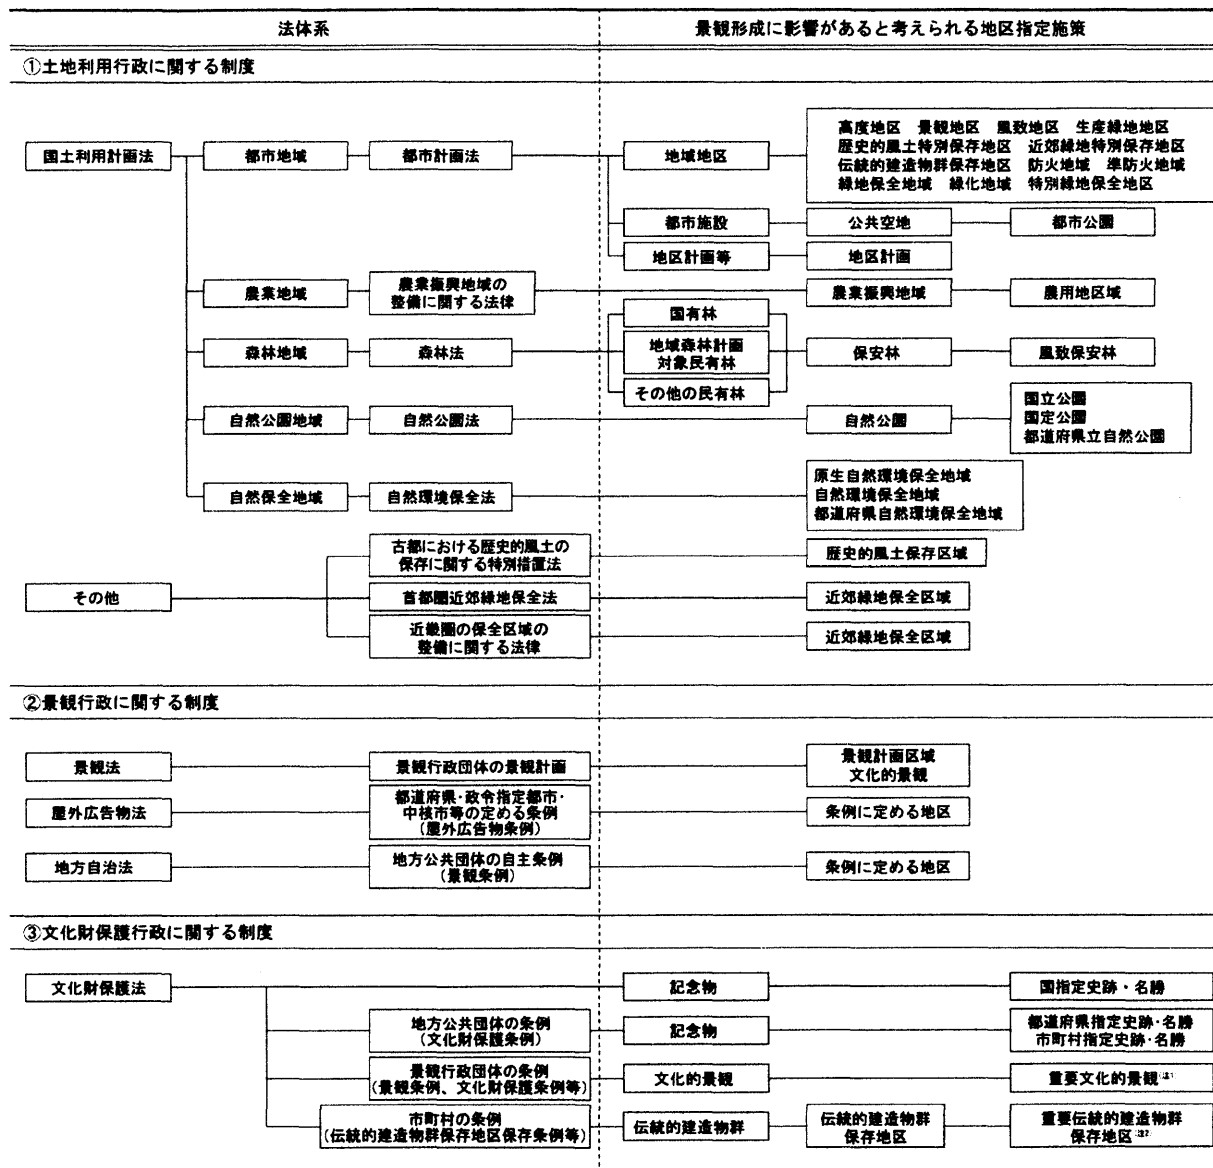 法体系
景観形成に影響があると考えられる地区指定施策
①土地利用行政に関する制度
国土利用計画法
都市地域
都市計画法
地域地区
高度地区 景観地区 風致地区 生産緑地地区
歴史的風土特別保存地区 近郊緑地特別保存地区
伝統的建造物群保存地区 防火地域 準防火地域
緑地保全地域 緑化地域 特別緑地保全地区
都市施設
公共空地
都市公園
地区計画等
地区計画
農業地域
農業振興地域の
整備に関する法律
農業振興地域
農用地区域
森林地域
森林法
国有林
地域森林計画
対象民有林
その他の民有林
保安林
風致保安林
自然公園地域
自然公園法
自然公園
国立公園
国定公園
都道府県立自然公園
自然保全地域
自然環境保全法
原生自然環境保全地域
自然環境保全地域
都道府県自然環境保全地域
その他
古都における歴史的風土の
保存に関する特別措置法
歴史的風土保存区域
首都圏近郊緑地保全法
近郊緑地保全区域
近畿圏の保全区域の
整備に関する法律
近郊緑地保全区域
②景観行政に関する制度
景観法
景観行政団体の景観計画
景観計画区域
文化的景観
屋外広告物法
都道府県・政令指定都市・
中核市等の定める条例
(屋外広告物条例)
条例に定める地区
地方自治法
地方公共団体の自主条例
(景観条例)
条例に定める地区
③文化財保護行政に関する制度
文化財保護法
記念物
国指定史跡・名勝
地方公共団体の条例
(文化財保護条例)
記念物
都道府県指定史跡・名勝
市町村指定史跡・名勝
景観行政団体の条例
(景観条例、文化財保護条例等)
文化的景観
重要文化的景観(注1)
市町村の条例
(伝統的建造物群保存地区保存条例等)
伝統的建造物群
伝統的建造物群
保存地区
重要伝統的建造物群
保存地区(注2)